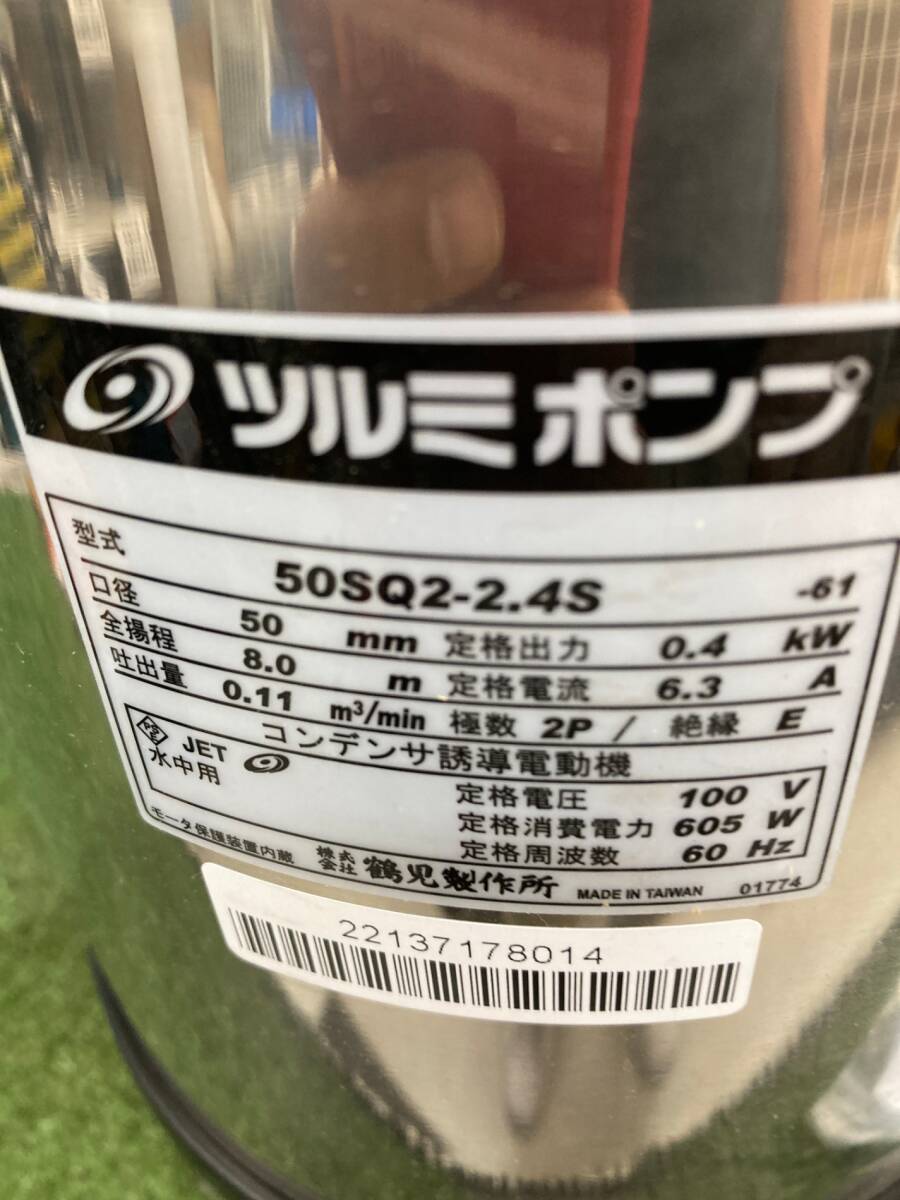 ツルミポンプ
型式 50SQ2-2.4S -61
口径 50 mm 定格出力 0.4 kW
全揚程 8.0 m 定格電流 6.3 A
吐出量 0.11 m³/min 極数 2P / 絶縁 E
コンデンサ誘導電動機
PSE JET
水中用
定格電圧 100 V
定格消費電力 605 W
定格周波数 60 Hz
モータ保護装置内蔵 株式会社 鶴見製作所 MADE IN TAIWAN 01774
22137178014